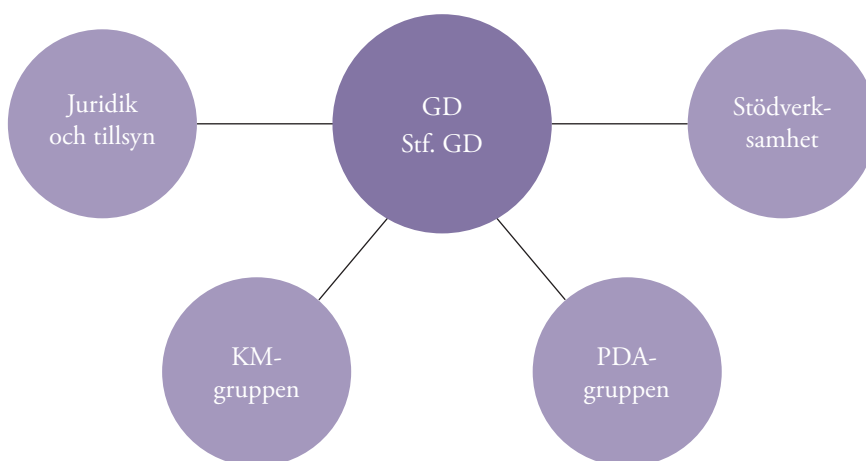 Juridik
och tillsyn
GD
Stf. GD
Stödverk-
samhet
KM-
gruppen
PDA-
gruppen